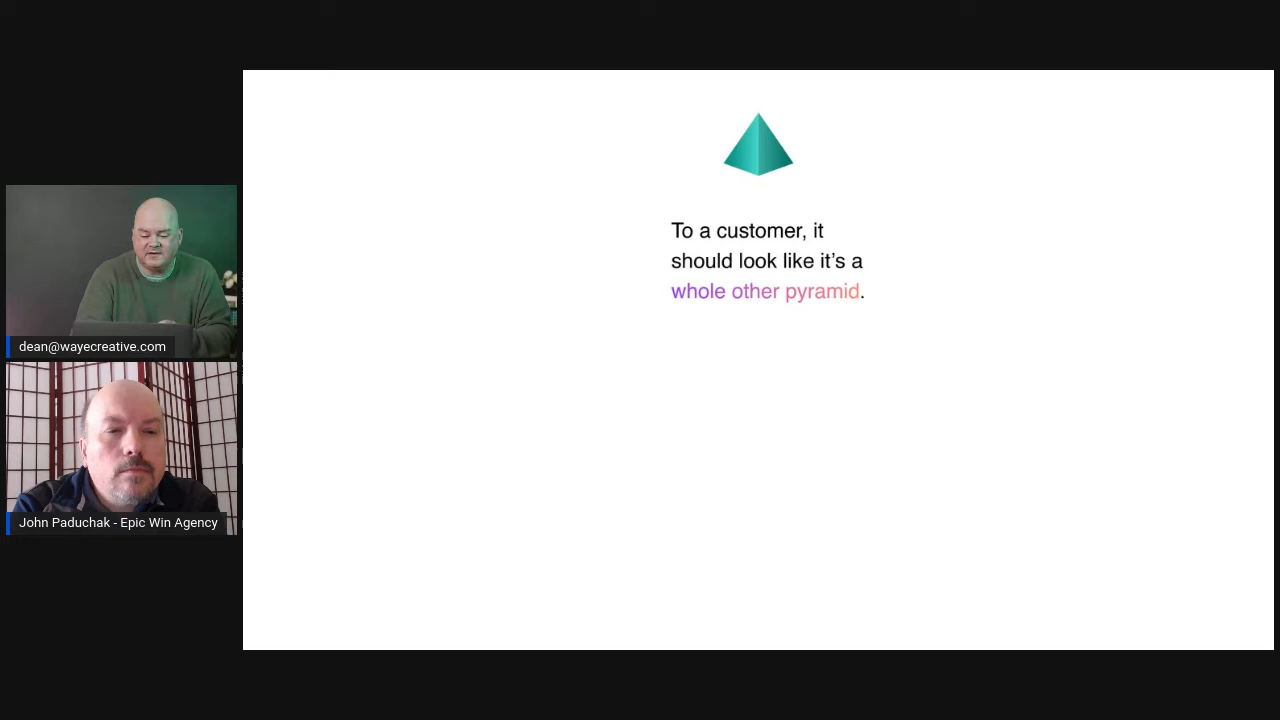 To a customer, it
should look like it’s a
whole other pyramid.
dean@wayecreative.com
John Paduchak - Epic Win Agency